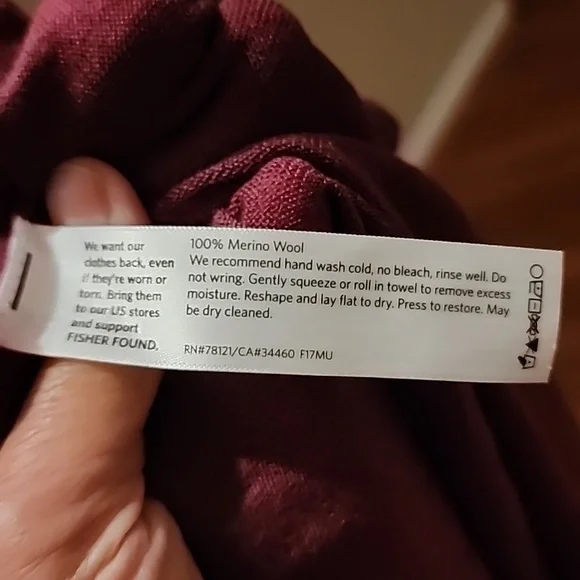 We want our
clothes back, even
if they're worn or
torn. Bring them
to our US stores
and support
FISHER FOUND.
100% Merino Wool
We recommend hand wash cold, no bleach, rinse well. Do
not wring. Gently squeeze or roll in towel to remove excess
moisture. Reshape and lay flat to dry. Press to restore. May
be dry cleaned.
RN#78121/CA#34460 F17MU